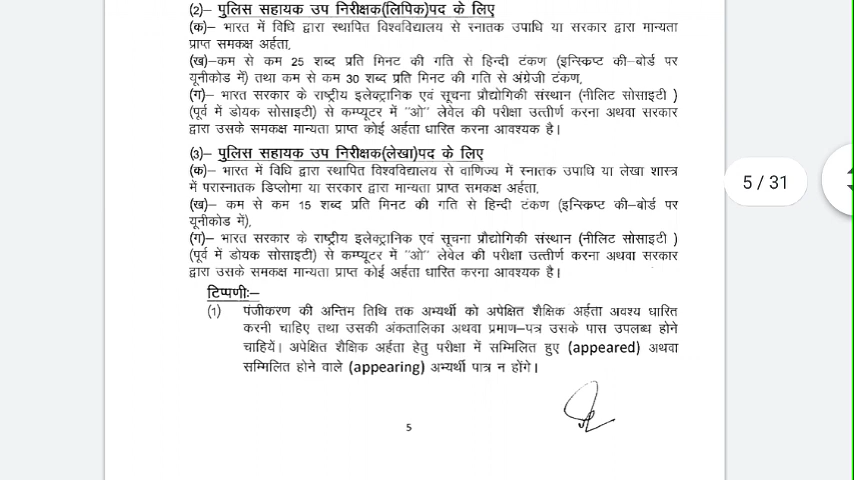 (2)– पुलिस सहायक उप निरीक्षक(लिपिक)पद के लिए
(क)– भारत में विधि द्वारा स्थापित विश्वविद्यालय से स्नातक उपाधि या सरकार द्वारा मान्यता
प्राप्त समकक्ष अर्हता,
(ख)–कम से कम 25 शब्द प्रति मिनट की गति से हिन्दी टंकण (इन्स्क्रिप्ट की–बोर्ड पर
यूनीकोड में) तथा कम से कम 30 शब्द प्रति मिनट की गति से अंग्रेजी टंकण,
(ग)– भारत सरकार के राष्ट्रीय इलेक्ट्रानिक एवं सूचना प्रौद्योगिकी संस्थान (नीलिट सोसाइटी )
(पूर्व में डोयक सोसाइटी) से कम्प्यूटर में "ओ" लेवेल की परीक्षा उत्तीर्ण करना अथवा सरकार
द्वारा उसके समकक्ष मान्यता प्राप्त कोई अर्हता धारित करना आवश्यक है।
(3)– पुलिस सहायक उप निरीक्षक(लेखा)पद के लिए
(क)– भारत में विधि द्वारा स्थापित विश्वविद्यालय से वाणिज्य में स्नातक उपाधि या लेखा शास्त्र
में परास्नातक डिप्लोमा या सरकार द्वारा मान्यता प्राप्त समकक्ष अर्हता,
(ख)– कम से कम 15 शब्द प्रति मिनट की गति से हिन्दी टंकण (इन्स्क्रिप्ट की–बोर्ड पर
यूनीकोड में),
(ग)– भारत सरकार के राष्ट्रीय इलेक्ट्रानिक एवं सूचना प्रौद्योगिकी संस्थान (नीलिट सोसाइटी )
(पूर्व में डोयक सोसाइटी) से कम्प्यूटर में "ओ" लेवेल की परीक्षा उत्तीर्ण करना अथवा सरकार
द्वारा उसके समकक्ष मान्यता प्राप्त कोई अर्हता धारित करना आवश्यक है।
5 / 31
टिप्पणीः–
(1) पंजीकरण की अन्तिम तिथि तक अभ्यर्थी को अपेक्षित शैक्षिक अर्हता अवश्य धारित
करनी चाहिए तथा उसकी अंकतालिका अथवा प्रमाण–पत्र उसके पास उपलब्ध होने
चाहियें। अपेक्षित शैक्षिक अर्हता हेतु परीक्षा में सम्मिलित हुए (appeared) अथवा
सम्मिलित होने वाले (appearing) अभ्यर्थी पात्र न होंगे।
5